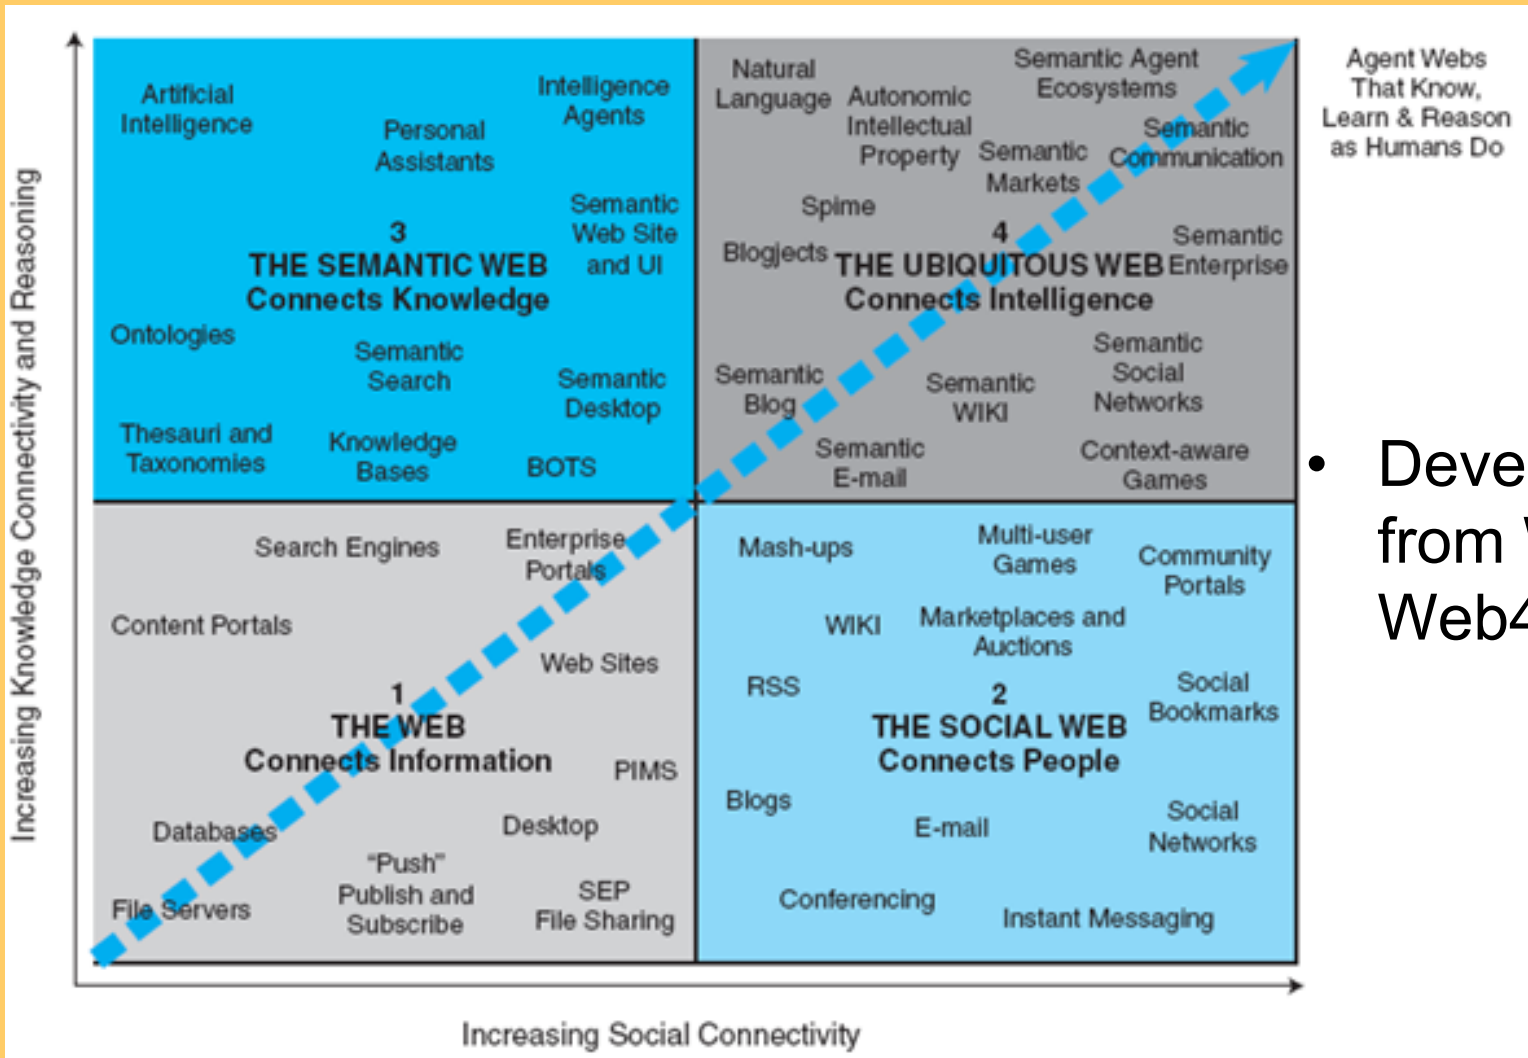 Artificial
Intelligence
Personal
Assistants
Intelligence
Agents
Semantic
Web Site
and UI
3
THE SEMANTIC WEB
Connects Knowledge
Ontologies
Semantic
Search
Semantic
Desktop
Thesauri and
Taxonomies
Knowledge
Bases
BOTS
Natural
Language
Autonomic
Intellectual
Property
Semantic Agent
Ecosystems
Semantic
Markets
Semantic
Communication
Spime
Blogjects
4
THE UBIQUITOUS WEB
Connects Intelligence
Semantic
Enterprise
Semantic
Blog
Semantic
WIKI
Semantic
Social
Networks
Semantic
E-mail
Context-aware
Games
Agent Webs
That Know,
Learn & Reason
as Humans Do
Search Engines
Enterprise
Portals
Content Portals
Web Sites
1
THE WEB
Connects Information
PIMS
Databases
Desktop
"Push"
Publish and
Subscribe
File Servers
SEP
File Sharing
Mash-ups
Multi-user
Games
Community
Portals
WIKI
Marketplaces and
Auctions
RSS
Social
Bookmarks
2
THE SOCIAL WEB
Connects People
Blogs
E-mail
Social
Networks
Conferencing
Instant Messaging
Increasing Knowledge Connectivity and Reasoning
Increasing Social Connectivity
• Deve
from
Web4